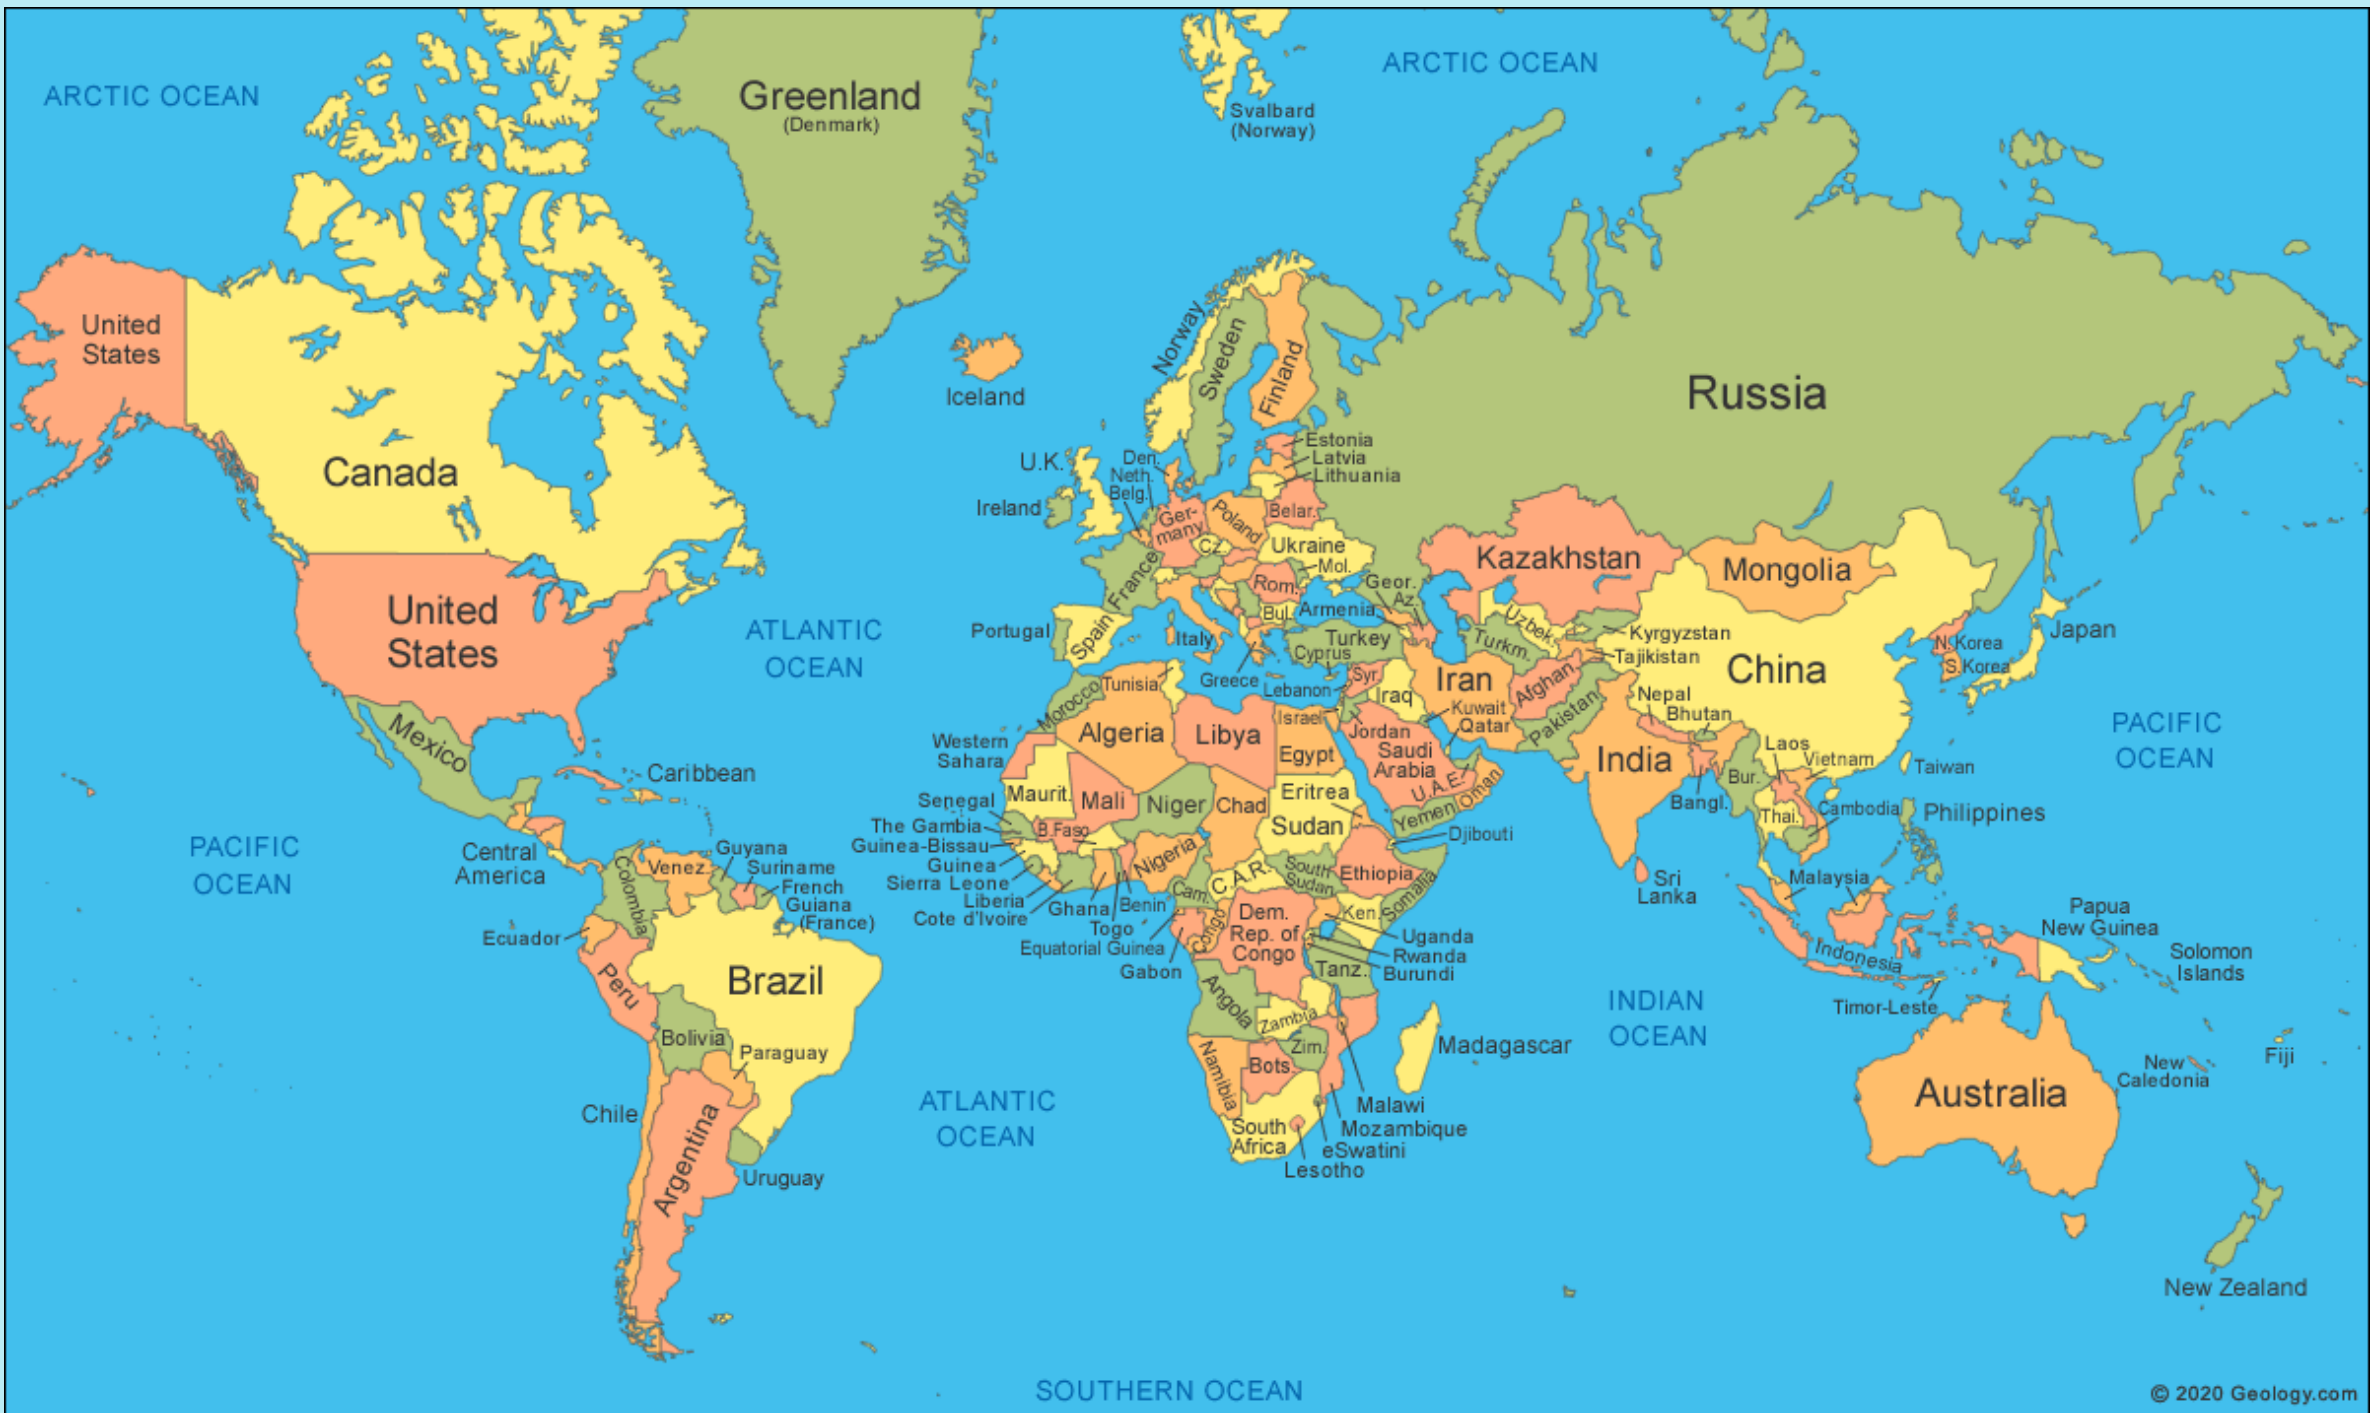 ARCTIC OCEAN
Greenland
(Denmark)
Svalbard
(Norway)
ARCTIC OCEAN
United
States
Canada
Iceland
Norway
Sweden
Finland
Russia
Estonia
Latvia
Lithuania
U.K.
Ireland
Den.
Neth.
Belg.
Ger-
many
Poland
Belar.
Cz.
Ukraine
Mol.
France
Rom.
Bul.
Geor.
Az.
Armenia
Portugal
Spain
Italy
Greece
Turkey
Cyprus
Lebanon
Syr.
Iraq
Israel
Jordan
Kuwait
Qatar
Saudi
Arabia
U.A.E.
Oman
Yemen
Iran
Kazakhstan
Uzbek.
Turkm.
Kyrgyzstan
Tajikistan
Afghan.
Pakistan
Mongolia
China
N. Korea
S. Korea
Japan
Nepal
Bhutan
India
Bangl.
Bur.
Laos
Vietnam
Thai.
Cambodia
Taiwan
Philippines
Sri
Lanka
Malaysia
Indonesia
Timor-Leste
Papua
New Guinea
Solomon
Islands
PACIFIC
OCEAN
United
States
ATLANTIC
OCEAN
Mexico
Caribbean
Central
America
PACIFIC
OCEAN
Venez.
Guyana
Suriname
French
Guiana
(France)
Colombia
Ecuador
Peru
Brazil
Bolivia
Paraguay
Chile
Argentina
Uruguay
Morocco
Tunisia
Algeria
Libya
Egypt
Western
Sahara
Maurit.
Mali
Niger
Chad
Eritrea
Sudan
Djibouti
Senegal
The Gambia
Guinea-Bissau
Guinea
Sierra Leone
Liberia
Cote d'Ivoire
B.Faso
Ghana
Togo
Benin
Nigeria
Cam.
C.A.R.
South
Sudan
Ethiopia
Somalia
Equatorial Guinea
Gabon
Congo
Dem.
Rep. of
Congo
Ken.
Uganda
Rwanda
Burundi
Tanz.
Angola
Zambia
Zim.
Namibia
Bots.
South
Africa
Malawi
Mozambique
eSwatini
Lesotho
Madagascar
ATLANTIC
OCEAN
INDIAN
OCEAN
Australia
New
Caledonia
Fiji
New Zealand
SOUTHERN OCEAN
© 2020 Geology.com